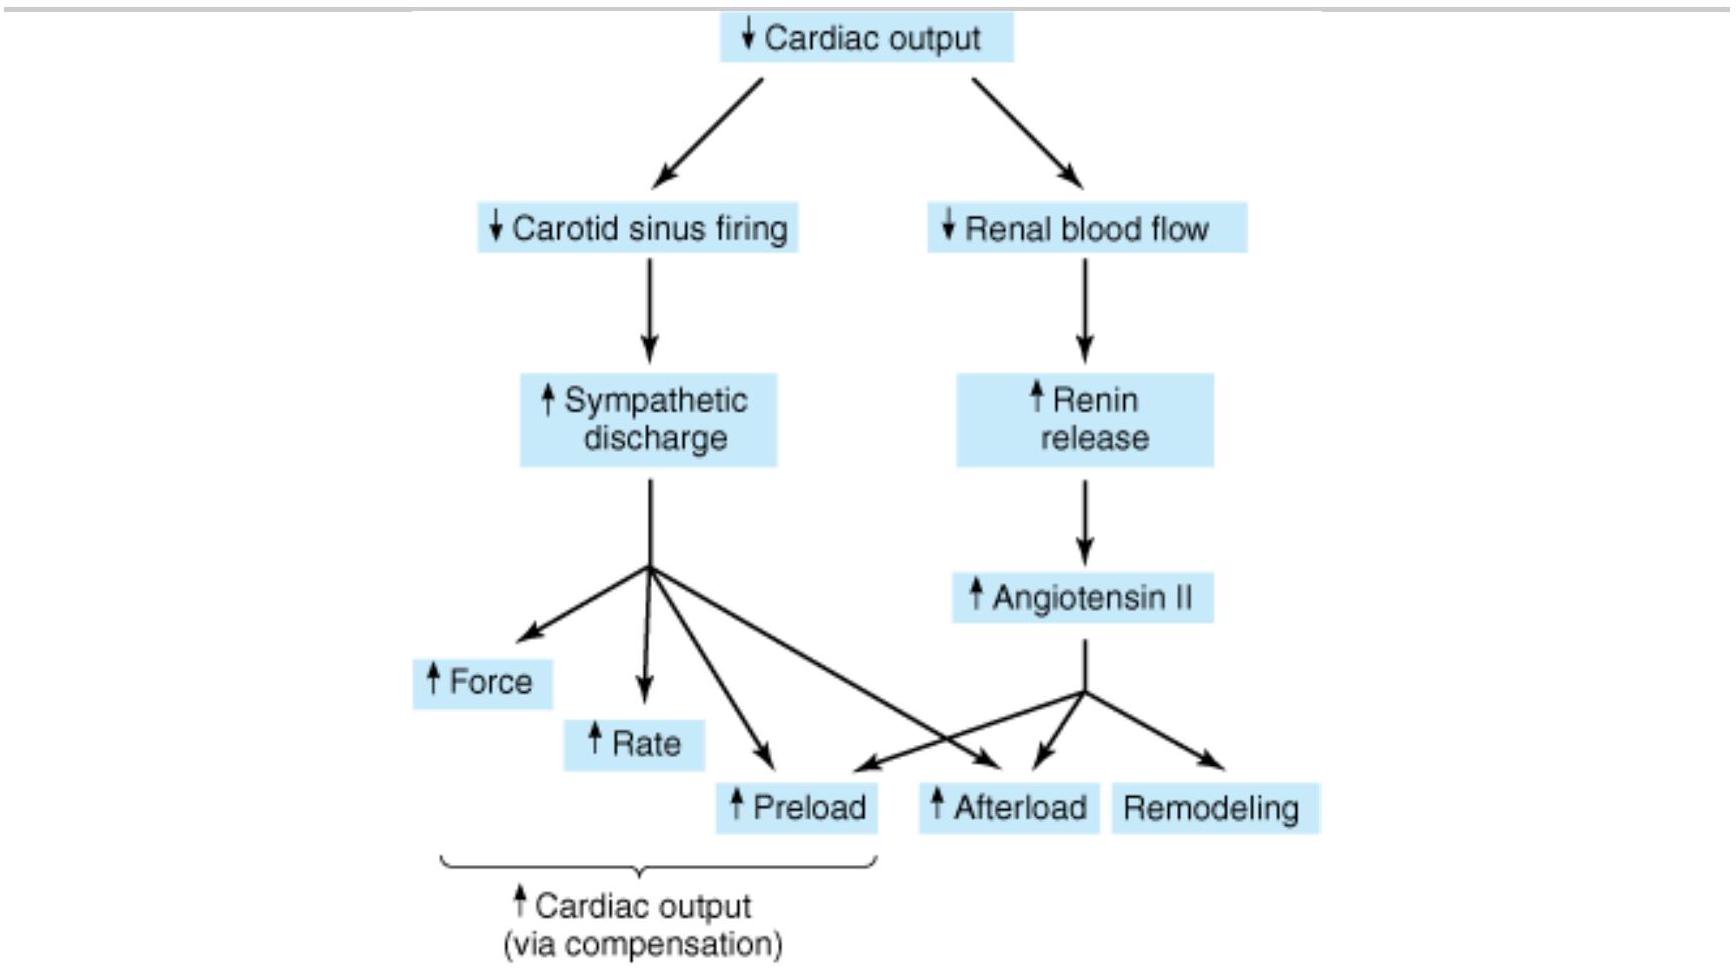 ↓ Cardiac output
↓ Carotid sinus firing
↓ Renal blood flow
↑ Sympathetic
discharge
↑ Renin
release
↑ Angiotensin II
↑ Force
↑ Rate
↑ Preload
↑ Afterload
Remodeling
↑ Cardiac output
(via compensation)